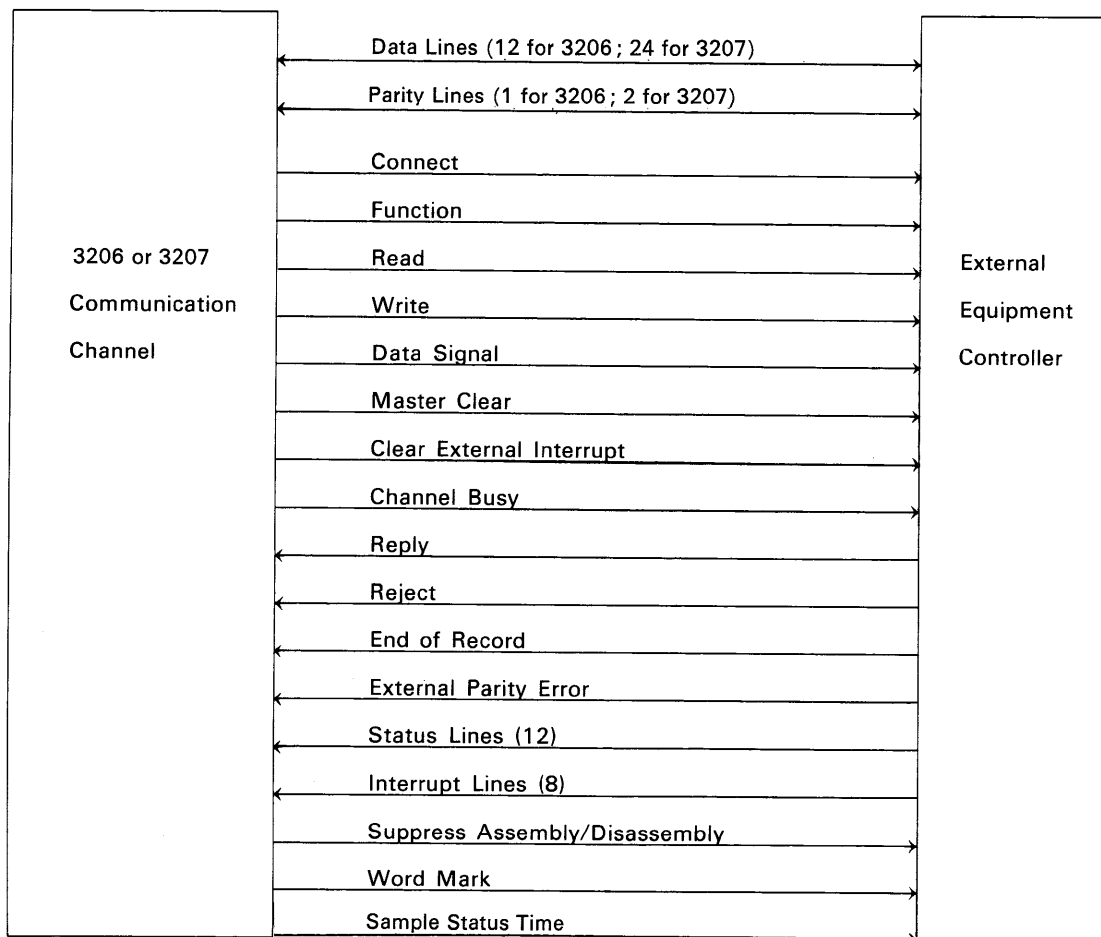 Data Lines (12 for 3206; 24 for 3207)
Parity Lines (1 for 3206; 2 for 3207)
Connect
Function
3206 or 3207
Communication
Channel
Read
Write
Data Signal
External
Equipment
Controller
Master Clear
Clear External Interrupt
Channel Busy
Reply
Reject
End of Record
External Parity Error
Status Lines (12)
Interrupt Lines (8)
Suppress Assembly/Disassembly
Word Mark
Sample Status Time